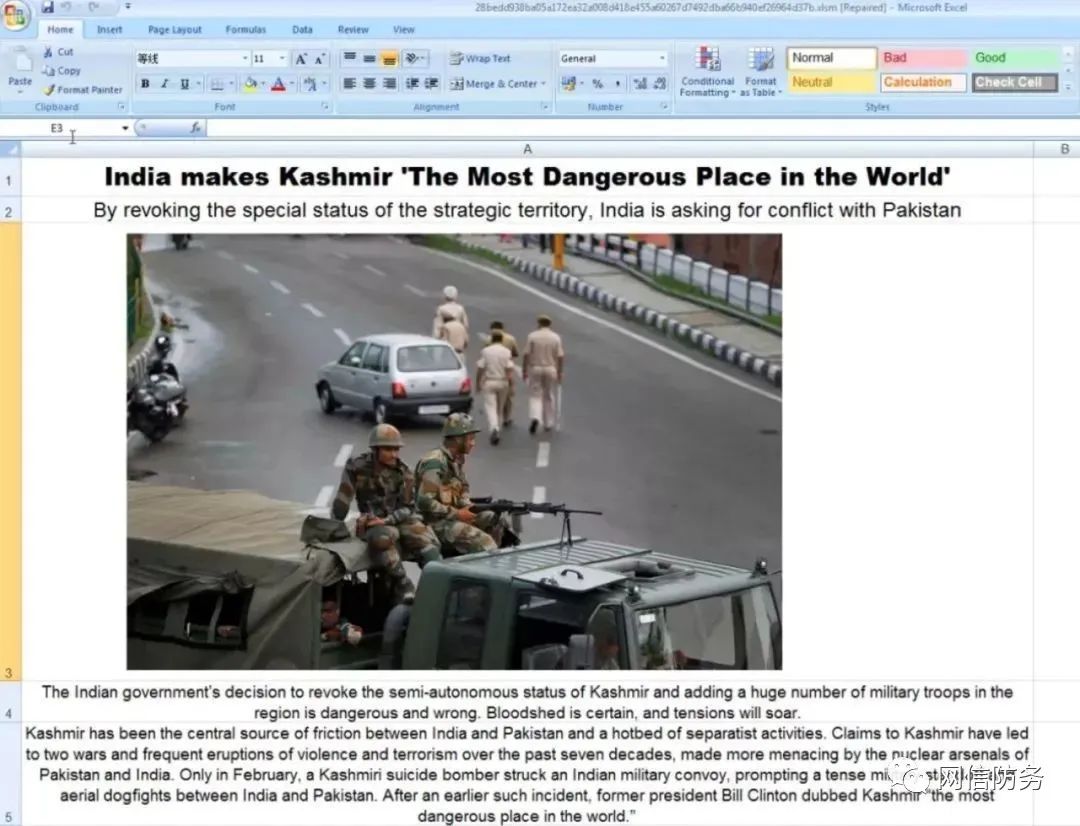 28bedd938ba05a172ea32a008d418e455a60267d7492dba66b940ef26964d37b.xlsm [Repaired] - Microsoft Excel
Home Insert Page Layout Formulas Data Review View
Cut
Copy
Format Painter
Paste
Clipboard
等线 11
B I U
Font
Wrap Text
Merge & Center
Alignment
General
Number
Conditional Formatting
Format as Table
Normal Bad Good
Neutral Calculation Check Cell
Styles
E3
fx
A B
1 India makes Kashmir 'The Most Dangerous Place in the World'
2 By revoking the special status of the strategic territory, India is asking for conflict with Pakistan
3
The Indian government's decision to revoke the semi-autonomous status of Kashmir and adding a huge number of military troops in the
4 region is dangerous and wrong. Bloodshed is certain, and tensions will soar.
Kashmir has been the central source of friction between India and Pakistan and a hotbed of separatist activities. Claims to Kashmir have led
to two wars and frequent eruptions of violence and terrorism over the past seven decades, made more menacing by the nuclear arsenals of
Pakistan and India. Only in February, a Kashmiri suicide bomber struck an Indian military convoy, prompting a tense
aerial dogfights between India and Pakistan. After an earlier such incident, former president Bill Clinton dubbed Kashmir "the most
5 dangerous place in the world."
网信防务